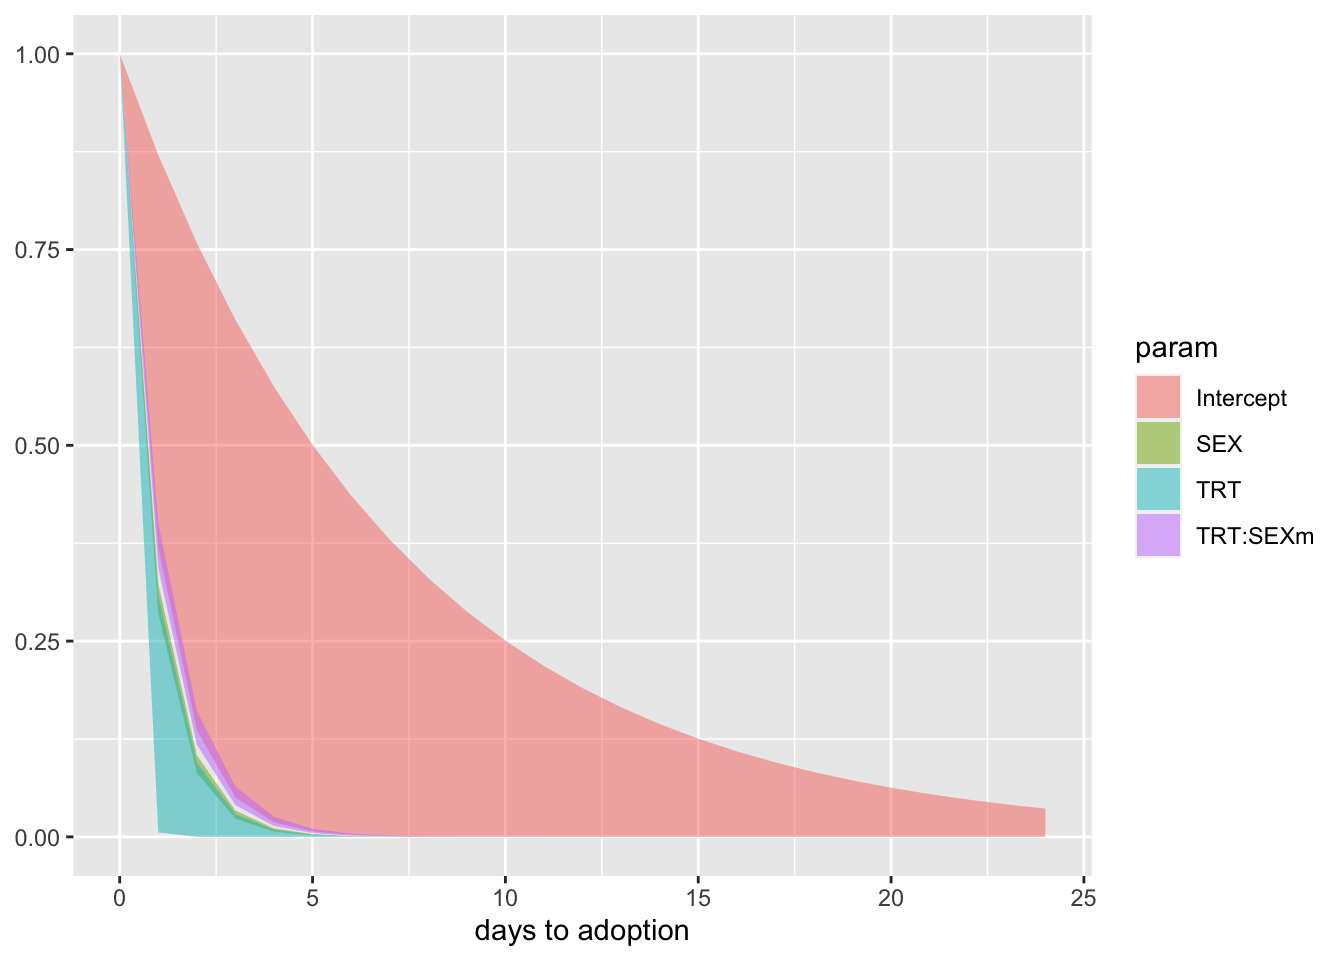 1.00
0.75
0.50
0.25
0.00
0 5 10 15 20 25
days to adoption
param
Intercept
SEX
TRT
TRT:SEXm